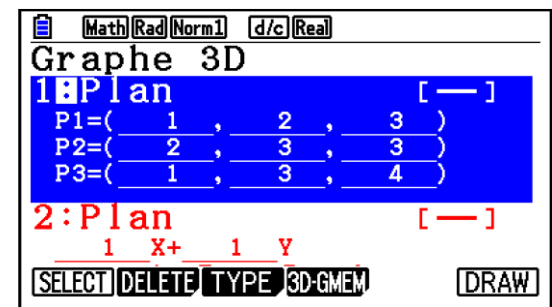 Math Rad Norm1 d/c Real
Graphe 3D
1:Plan [—]
P1=( 1 , 2 , 3 )
P2=( 2 , 3 , 3 )
P3=( 1 , 3 , 4 )
2:Plan [—]
1 X+ 1 Y
SELECT DELETE TYPE 3D-GMEM DRAW